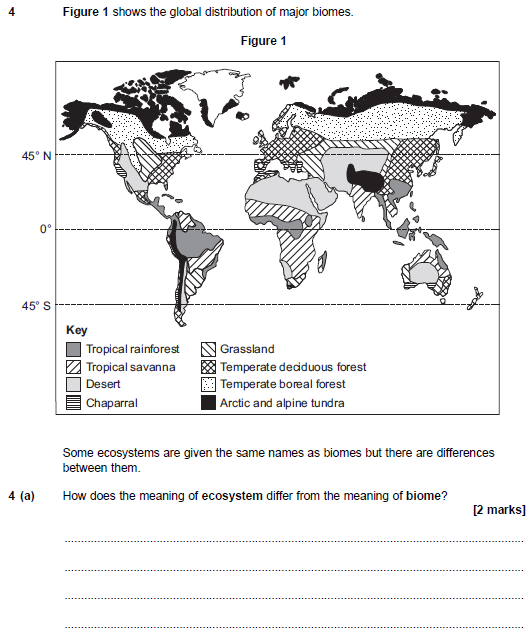 4 Figure 1 shows the global distribution of major biomes.
Figure 1
45° N
0°
45° S
Key
Tropical rainforest Grassland
Tropical savanna Temperate deciduous forest
Desert Temperate boreal forest
Chaparral Arctic and alpine tundra
Some ecosystems are given the same names as biomes but there are differences
between them.
4 (a) How does the meaning of ecosystem differ from the meaning of biome?
[2 marks]